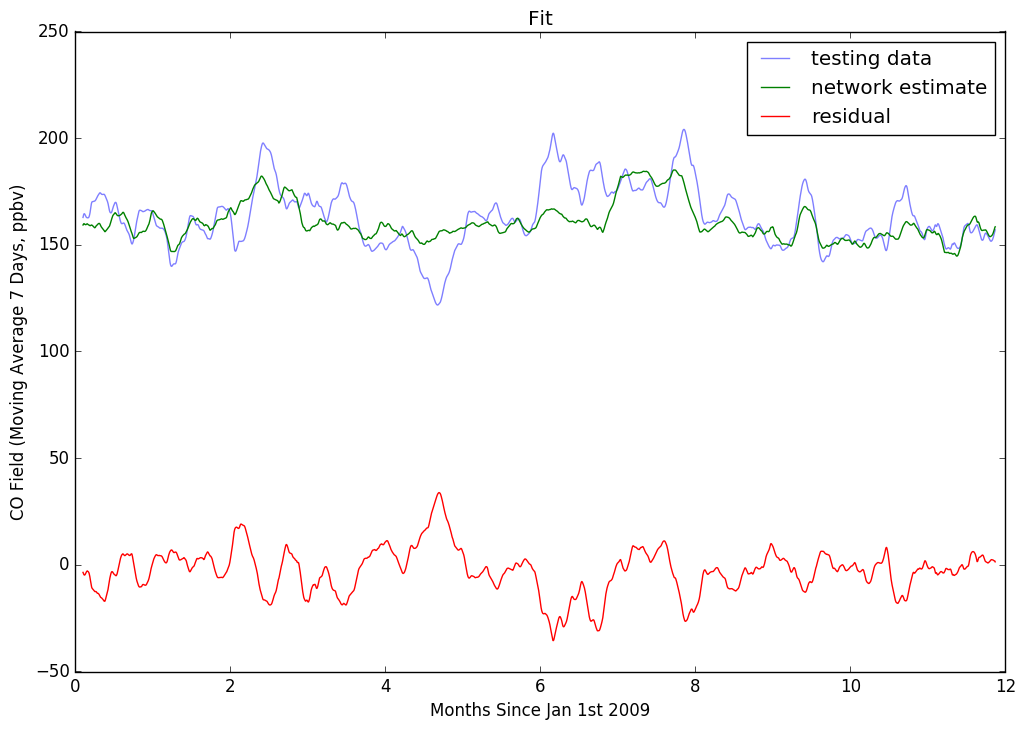 Fit
250
200
150
100
50
0
−50
CO Field (Moving Average 7 Days, ppbv)
testing data
network estimate
residual
0 2 4 6 8 10 12
Months Since Jan 1st 2009